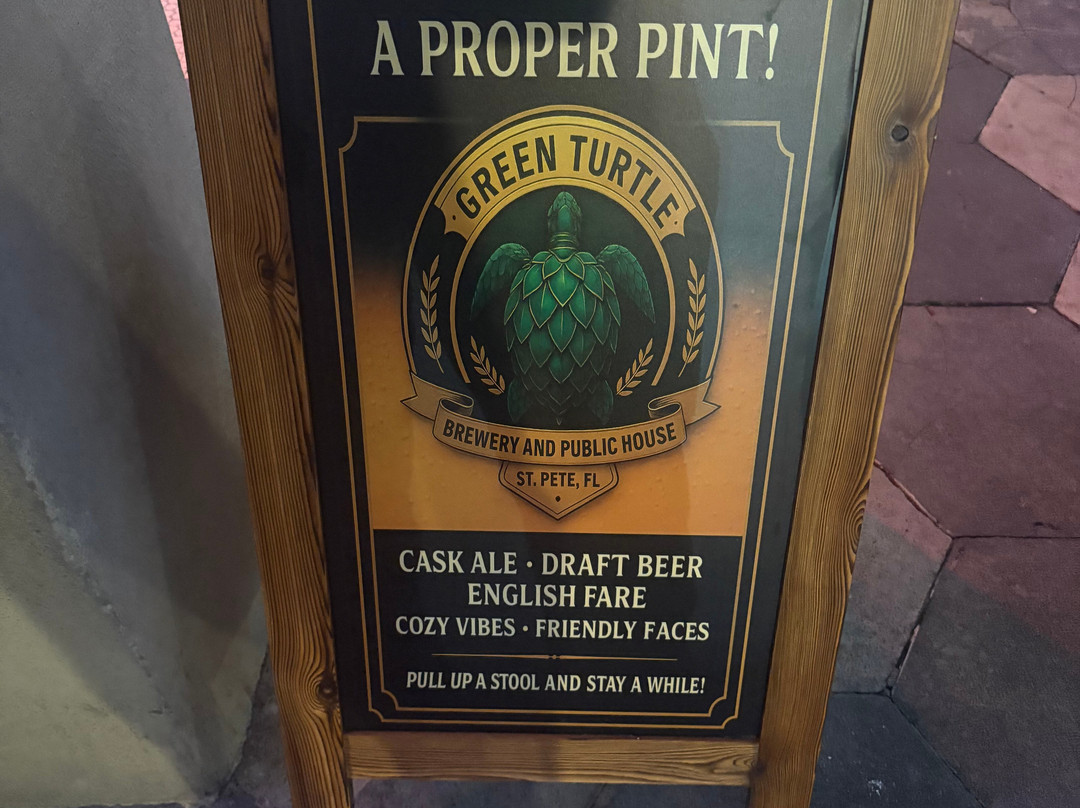 A PROPER PINT!
GREEN TURTLE
BREWERY AND PUBLIC HOUSE
ST. PETE, FL
CASK ALE • DRAFT BEER
ENGLISH FARE
COZY VIBES • FRIENDLY FACES
PULL UP A STOOL AND STAY A WHILE!